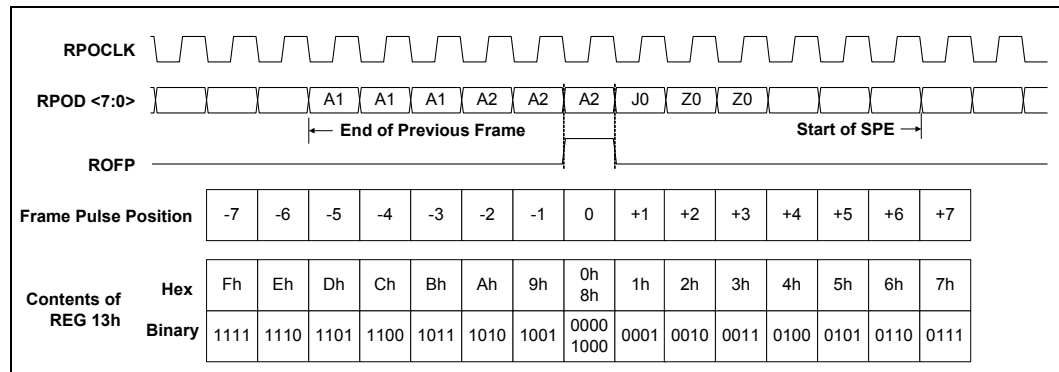 RPOCLK
RPOD <7:0> A1 A1 A1 A2 A2 A2 J0 Z0 Z0
End of Previous Frame Start of SPE
ROFP
Frame Pulse Position -7 -6 -5 -4 -3 -2 -1 0 +1 +2 +3 +4 +5 +6 +7
Contents of REG 13h
Hex Fh Eh Dh Ch Bh Ah 9h 0h 8h 1h 2h 3h 4h 5h 6h 7h
Binary 1111 1110 1101 1100 1011 1010 1001 0000 1000 0001 0010 0011 0100 0101 0110 0111